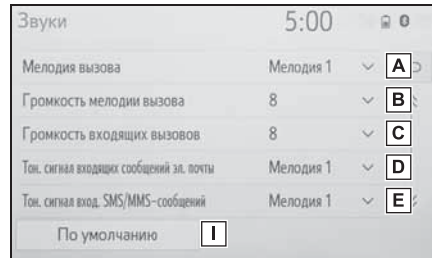 Звуки 5:00
Мелодия вызова Мелодия 1 A
Громкость мелодии вызова 8 B
Громкость входящих вызовов 8 C
Тон. сигнал входящих сообщений эл. почты Мелодия 1 D
Тон. сигнал вход. SMS/MMS-сообщений Мелодия 1 E
По умолчанию I